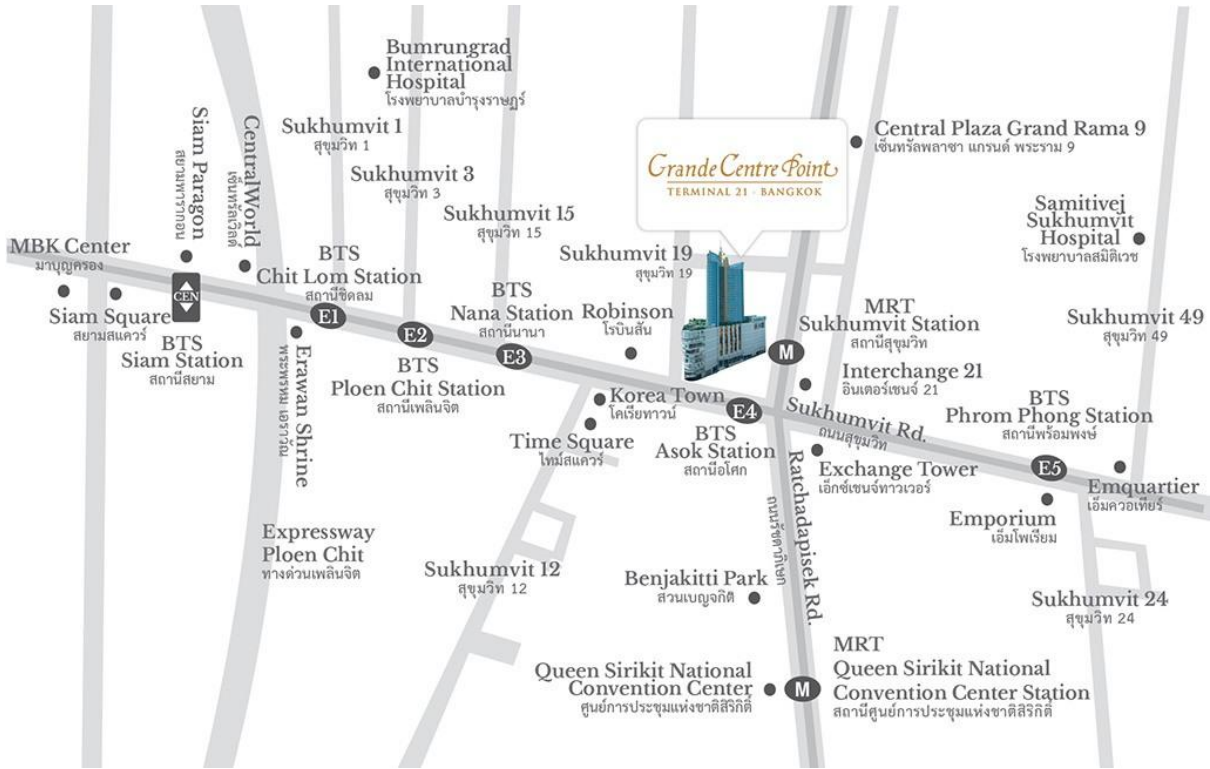 Bumrungrad
International
Hospital
โรงพยาบาลบำรุงราษฎร์
Siam Paragon
สยามพารากอน
CentralWorld
เซ็นทรัลเวิลด์
Sukhumvit 1
สุขุมวิท 1
Sukhumvit 3
สุขุมวิท 3
Sukhumvit 15
สุขุมวิท 15
Sukhumvit 19
สุขุมวิท 19
Grande Centre Point
TERMINAL 21 - BANGKOK
Central Plaza Grand Rama 9
เซ็นทรัลพลาซา แกรนด์ พระราม 9
Samitivej
Sukhumvit
Hospital
โรงพยาบาลสมิติเวช
MBK Center
มาบุญครอง
Siam Square
สยามสแควร์
CEN
BTS
Siam Station
สถานีสยาม
BTS
Chit Lom Station
สถานีชิดลม
E1
Erawan Shrine
พระพรหม เอราวัณ
E2
BTS
Ploen Chit Station
สถานีเพลินจิต
BTS
Nana Station
สถานีนานา
E3
Robinson
โรบินสัน
MRT
Sukhumvit Station
สถานีสุขุมวิท
M
Interchange 21
อินเตอร์เชนจ์ 21
Sukhumvit 49
สุขุมวิท 49
Korea Town
โคเรียทาวน์
Time Square
ไทม์สแควร์
E4
BTS
Asok Station
สถานีอโศก
Sukhumvit Rd.
ถนนสุขุมวิท
Exchange Tower
เอ็กซ์เชนจ์ทาวเวอร์
BTS
Phrom Phong Station
สถานีพร้อมพงษ์
E5
Emquartier
เอ็มควอเทียร์
Emporium
เอ็มโพเรียม
Ratchadapisek Rd.
ถนนรัชดาภิเษก
Expressway
Ploen Chit
ทางด่วนเพลินจิต
Sukhumvit 12
สุขุมวิท 12
Benjakitti Park
สวนเบญจกิติ
Sukhumvit 24
สุขุมวิท 24
Queen Sirikit National
Convention Center
ศูนย์การประชุมแห่งชาติสิริกิติ์
M
MRT
Queen Sirikit National
Convention Center Station
สถานีศูนย์การประชุมแห่งชาติสิริกิติ์